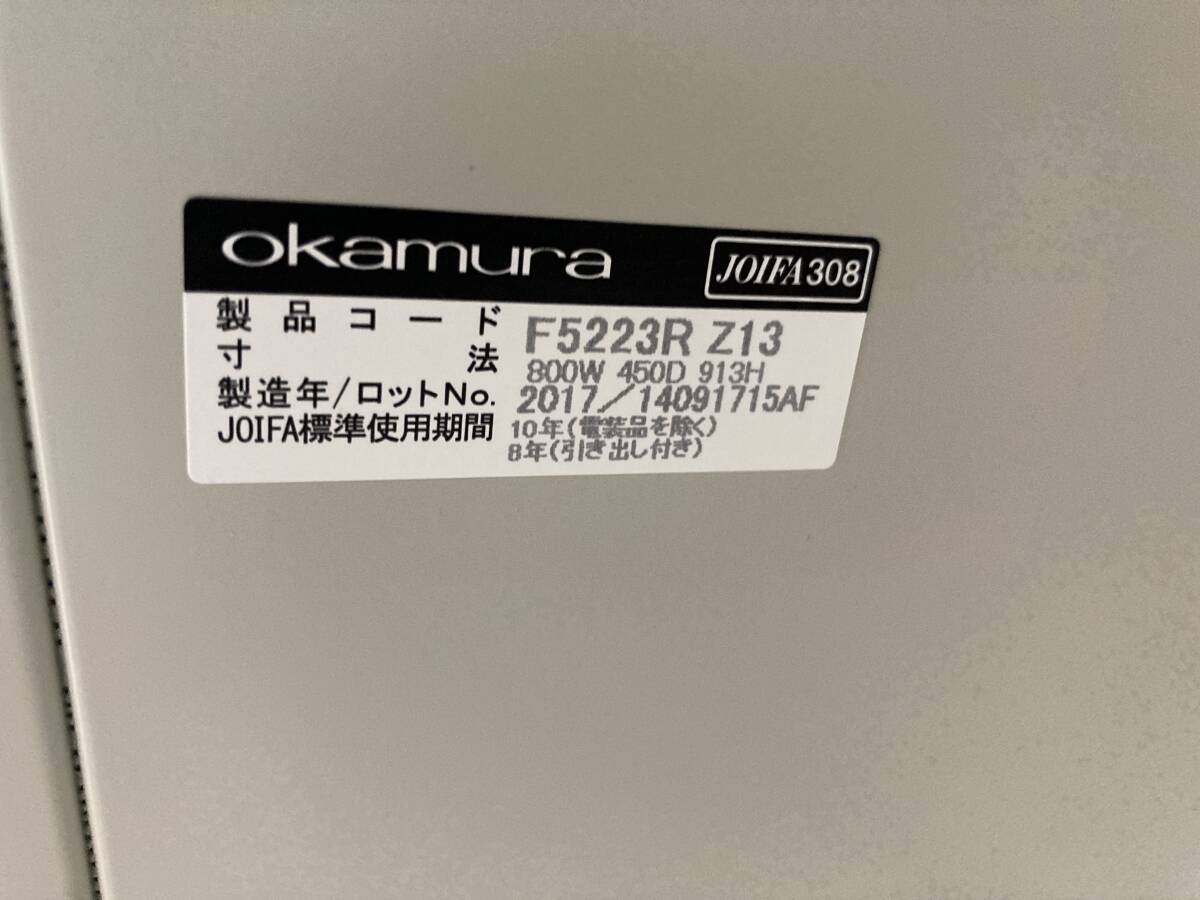 okamura JOIFA308
製品コード F5223R Z13
寸法 800W 450D 913H
製造年/ロットNo. 2017/14091715AF
JOIFA標準使用期間 10年(電装品を除く)
8年(引き出し付き)